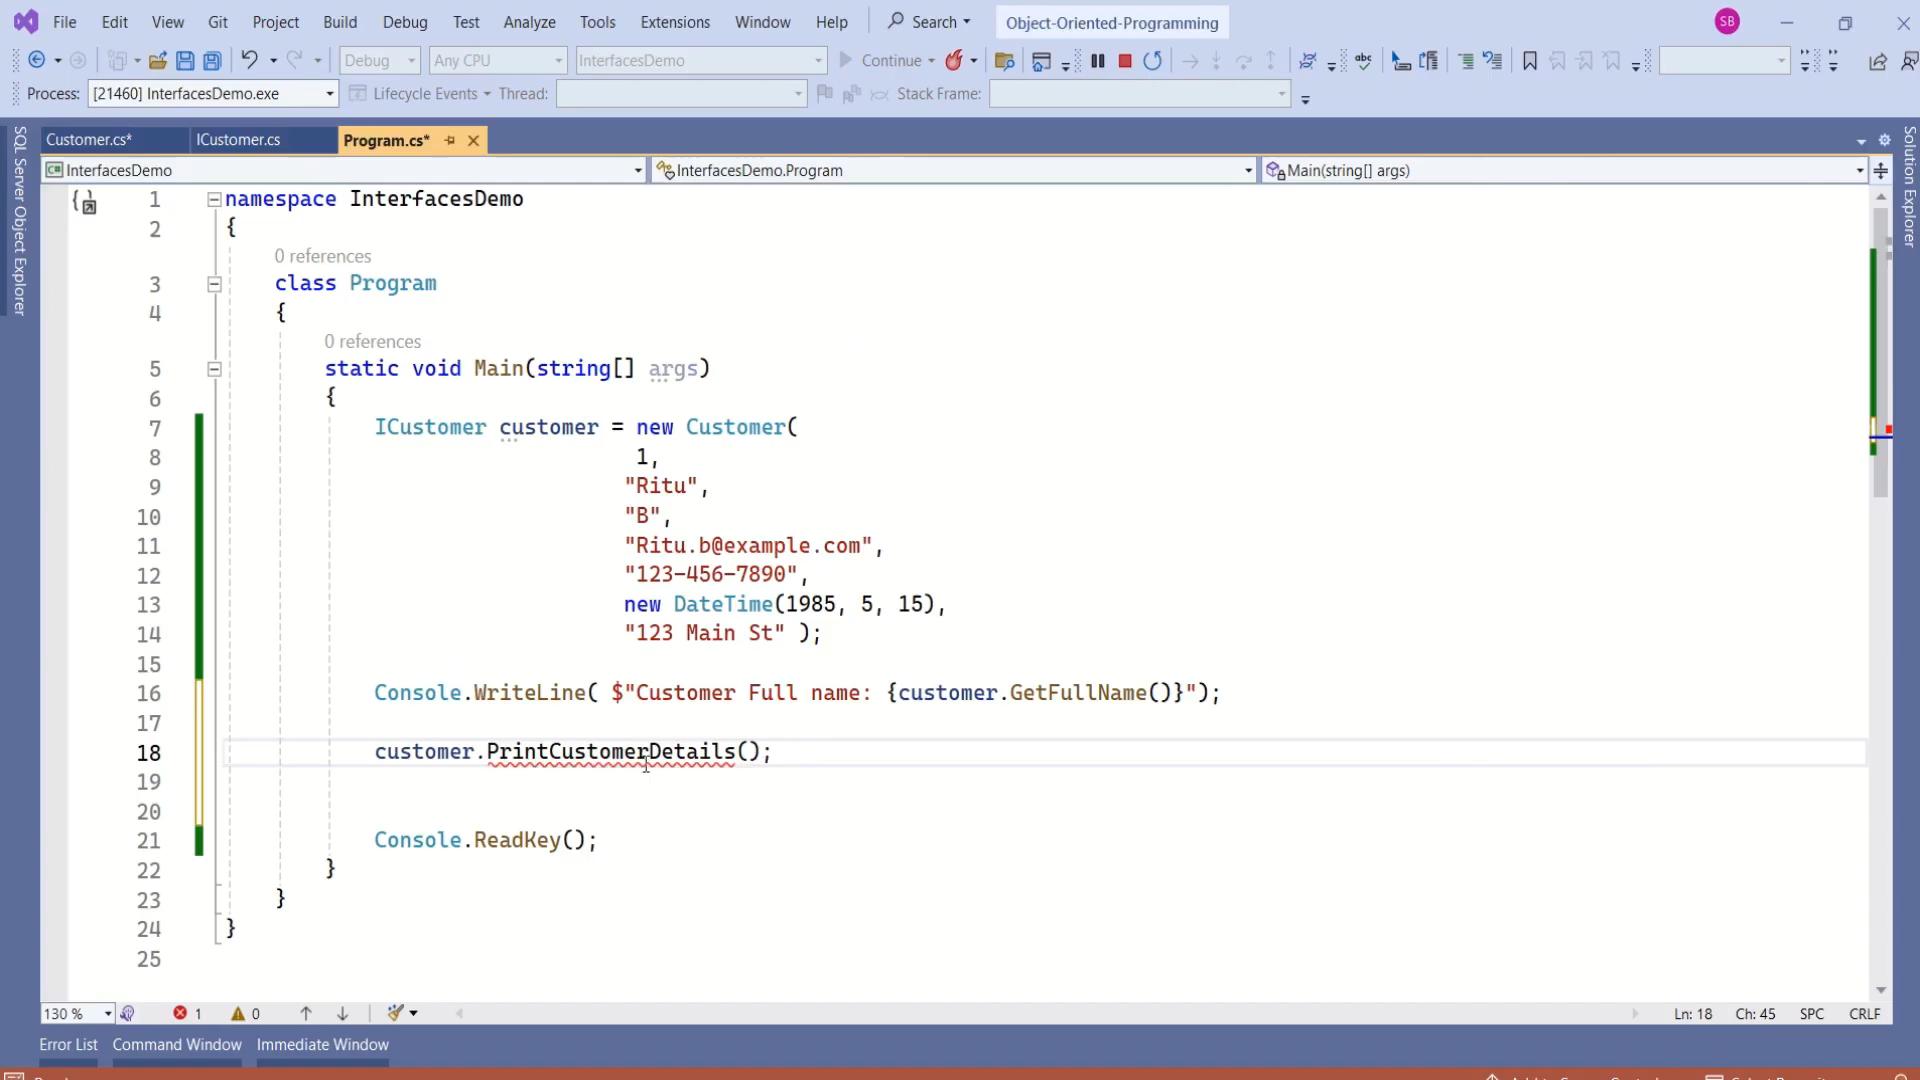 File Edit View Git Project Build Debug Test Analyze Tools Extensions Window Help Search Object-Oriented-Programming SB
Debug Any CPU InterfacesDemo Continue
Process: [21460] InterfacesDemo.exe Lifecycle Events Thread: Stack Frame:
Customer.cs* ICustomer.cs Program.cs*
InterfacesDemo InterfacesDemo.Program Main(string[] args)
SQL Server Object Explorer
Solution Explorer
1 namespace InterfacesDemo
2 {
0 references
3 class Program
4 {
0 references
5 static void Main(string[] args)
6 {
7 ICustomer customer = new Customer(
8 1,
9 "Ritu",
10 "B",
11 "Ritu.b@example.com",
12 "123-456-7890",
13 new DateTime(1985, 5, 15),
14 "123 Main St" );
15
16 Console.WriteLine( $"Customer Full name: {customer.GetFullName()}");
17
18 customer.PrintCustomerDetails();
19
20
21 Console.ReadKey();
22 }
23 }
24 }
25
130 % 1 0 Ln: 18 Ch: 45 SPC CRLF
Error List Command Window Immediate Window